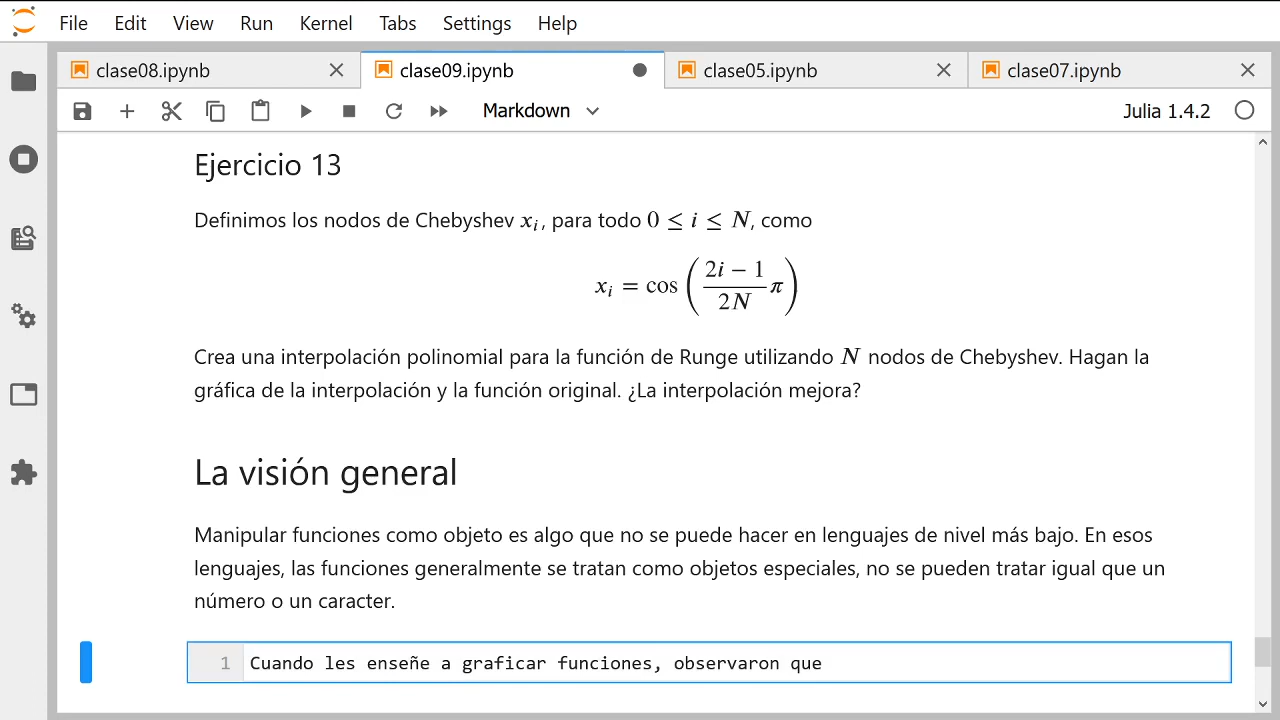 File Edit View Run Kernel Tabs Settings Help
clase08.ipynb clase09.ipynb clase05.ipynb clase07.ipynb
Markdown Julia 1.4.2
Ejercicio 13
Definimos los nodos de Chebyshev x_i, para todo 0 ≤ i ≤ N, como
x_i = cos ( (2i − 1)/(2N) π )
Crea una interpolación polinomial para la función de Runge utilizando N nodos de Chebyshev. Hagan la
gráfica de la interpolación y la función original. ¿La interpolación mejora?
La visión general
Manipular funciones como objeto es algo que no se puede hacer en lenguajes de nivel más bajo. En esos
lenguajes, las funciones generalmente se tratan como objetos especiales, no se pueden tratar igual que un
número o un caracter.
1 Cuando les enseñe a graficar funciones, observaron que